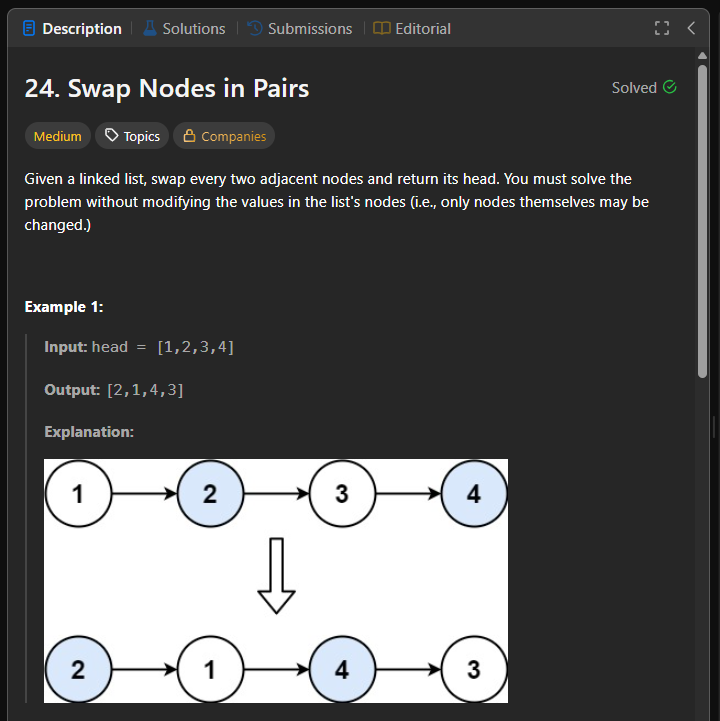 Description Solutions Submissions Editorial
24. Swap Nodes in Pairs Solved
Medium Topics Companies
Given a linked list, swap every two adjacent nodes and return its head. You must solve the
problem without modifying the values in the list's nodes (i.e., only nodes themselves may be
changed.)
Example 1:
Input: head = [1,2,3,4]
Output: [2,1,4,3]
Explanation:
1 2 3 4
2 1 4 3